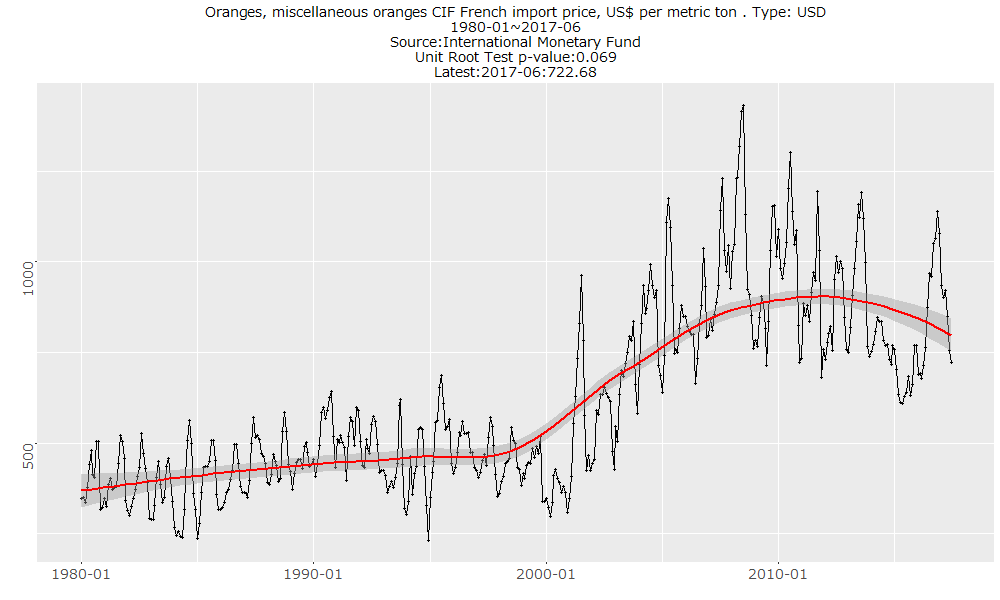 Oranges, miscellaneous oranges CIF French import price, US$ per metric ton . Type: USD
1980-01~2017-06
Source:International Monetary Fund
Unit Root Test p-value:0.069
Latest:2017-06:722.68
1000
500
1980-01
1990-01
2000-01
2010-01